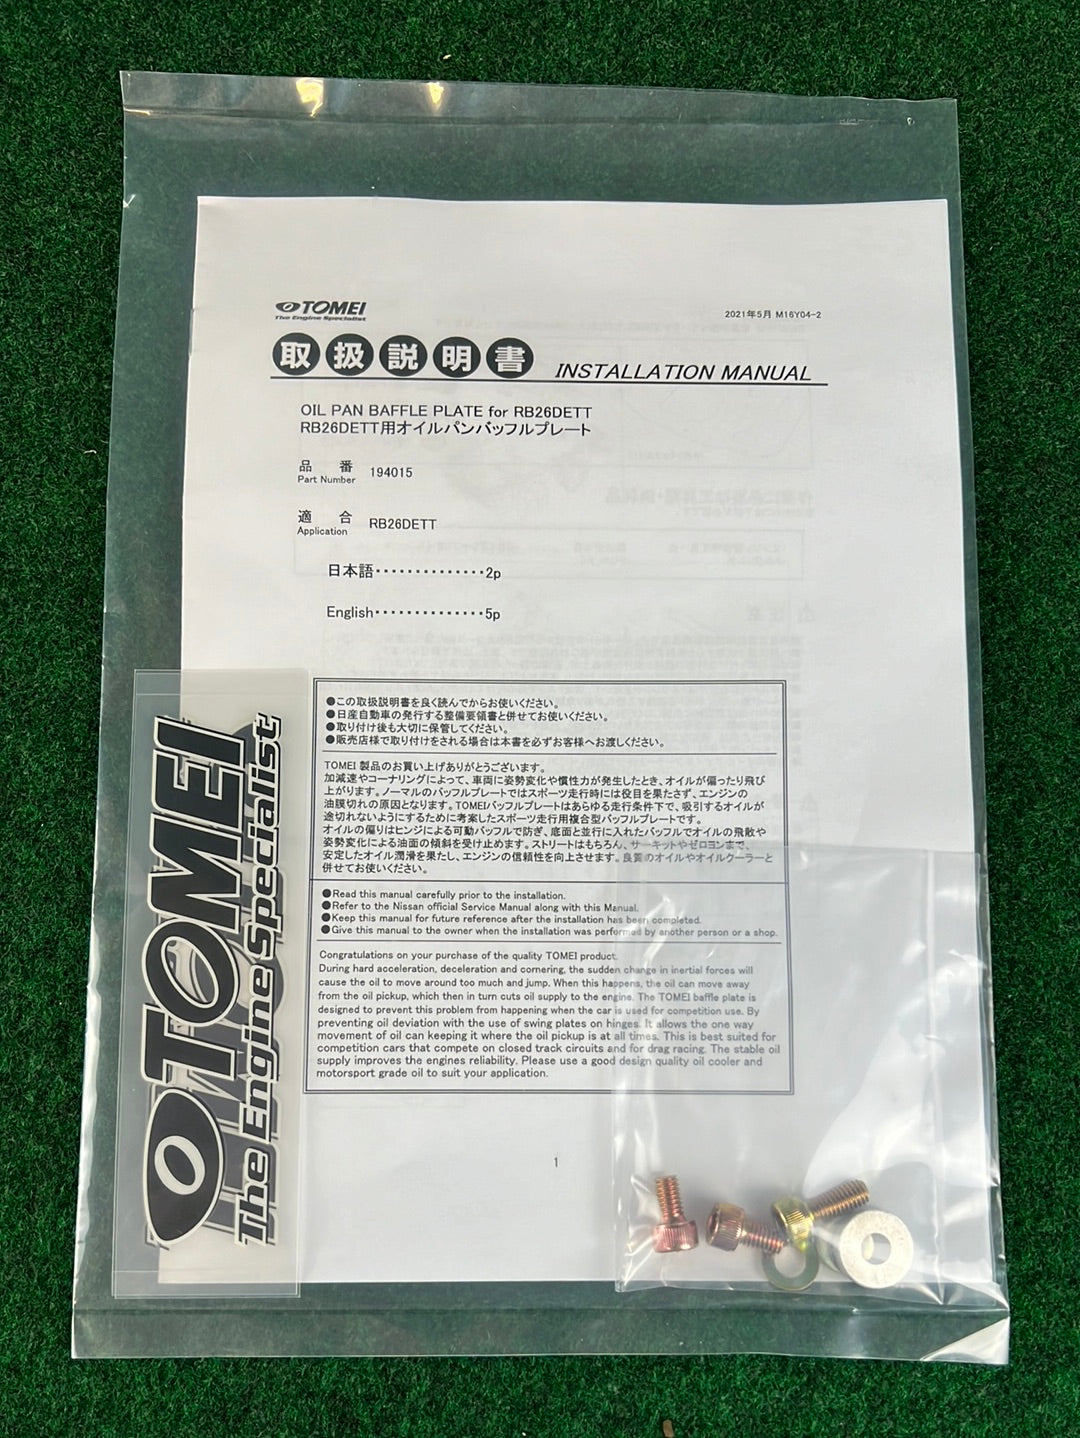 TOMEI
The Engine Specialist
2021年5月 M16Y04-2
取扱説明書 INSTALLATION MANUAL
OIL PAN BAFFLE PLATE for RB26DETT
RB26DETT用オイルパンバッフルプレート
品 番 194015
Part Number
適 合 RB26DETT
Application
日本語‥‥‥‥‥‥‥2p
English‥‥‥‥‥‥‥5p
●この取扱説明書を良く読んでからお使いください。
●日産自動車の発行する整備要領書と併せてお使いください。
●取り付け後も大切に保管してください。
●販売店様で取り付けをされる場合は本書を必ずお客様へお渡しください。
TOMEI 製品のお買い上げありがとうございます。
加減速やコーナリングによって、車両に姿勢変化や慣性力が発生したとき、オイルが偏ったり飛び
上がります。ノーマルのバッフルプレートではスポーツ走行時には役目を果たさず、エンジンの
油膜切れの原因となります。TOMEIバッフルプレートはあらゆる走行条件下で、吸引するオイルが
途切れないようにするために考案したスポーツ走行用複合型バッフルプレートです。
オイルの偏りはヒンジによる可動バッフルで防ぎ、底面と並行に入れたバッフルでオイルの飛散や
姿勢変化による油面の傾斜を受け止めます。ストリートはもちろん、サーキットやゼロヨンまで、
安定したオイル潤滑を果たし、エンジンの信頼性を向上させます。良質のオイルやオイルクーラーと
併せてお使いください。
●Read this manual carefully prior to the installation.
●Refer to the Nissan official Service Manual along with this Manual.
●Keep this manual for future reference after the installation has been completed.
●Give this manual to the owner when the installation was performed by another person or a shop.
Congratulations on your purchase of the quality TOMEI product.
During hard acceleration, deceleration and cornering, the sudden change in inertial forces will
cause the oil to move around too much and jump. When this happens, the oil can move away
from the oil pickup, which then in turn cuts oil supply to the engine. The TOMEI baffle plate is
designed to prevent this problem from happening when the car is used for competition use. By
preventing oil deviation with the use of swing plates on hinges. It allows the one way
movement of oil can keeping it where the oil pickup is at all times. This is best suited for
competition cars that compete on closed track circuits and for drag racing. The stable oil
supply improves the engines reliability. Please use a good design quality oil cooler and
motorsport grade oil to suit your application.
1
TOMEI
The Engine Specialist